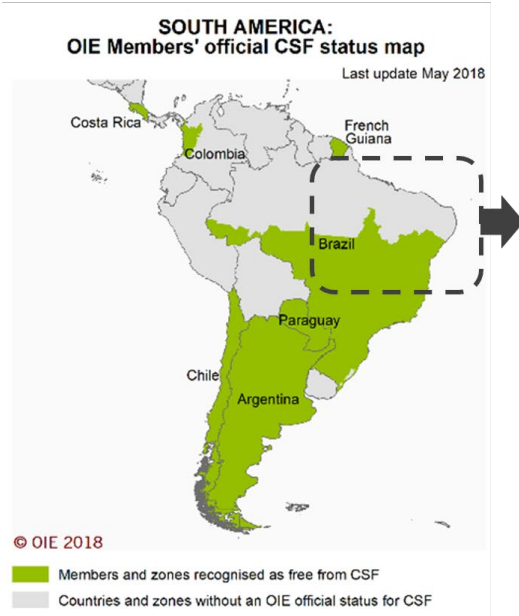 SOUTH AMERICA:
OIE Members' official CSF status map
Last update May 2018
Costa Rica
French
Guiana
Colombia
Brazil
Paraguay
Chile
Argentina
© OIE 2018
Members and zones recognised as free from CSF
Countries and zones without an OIE official status for CSF